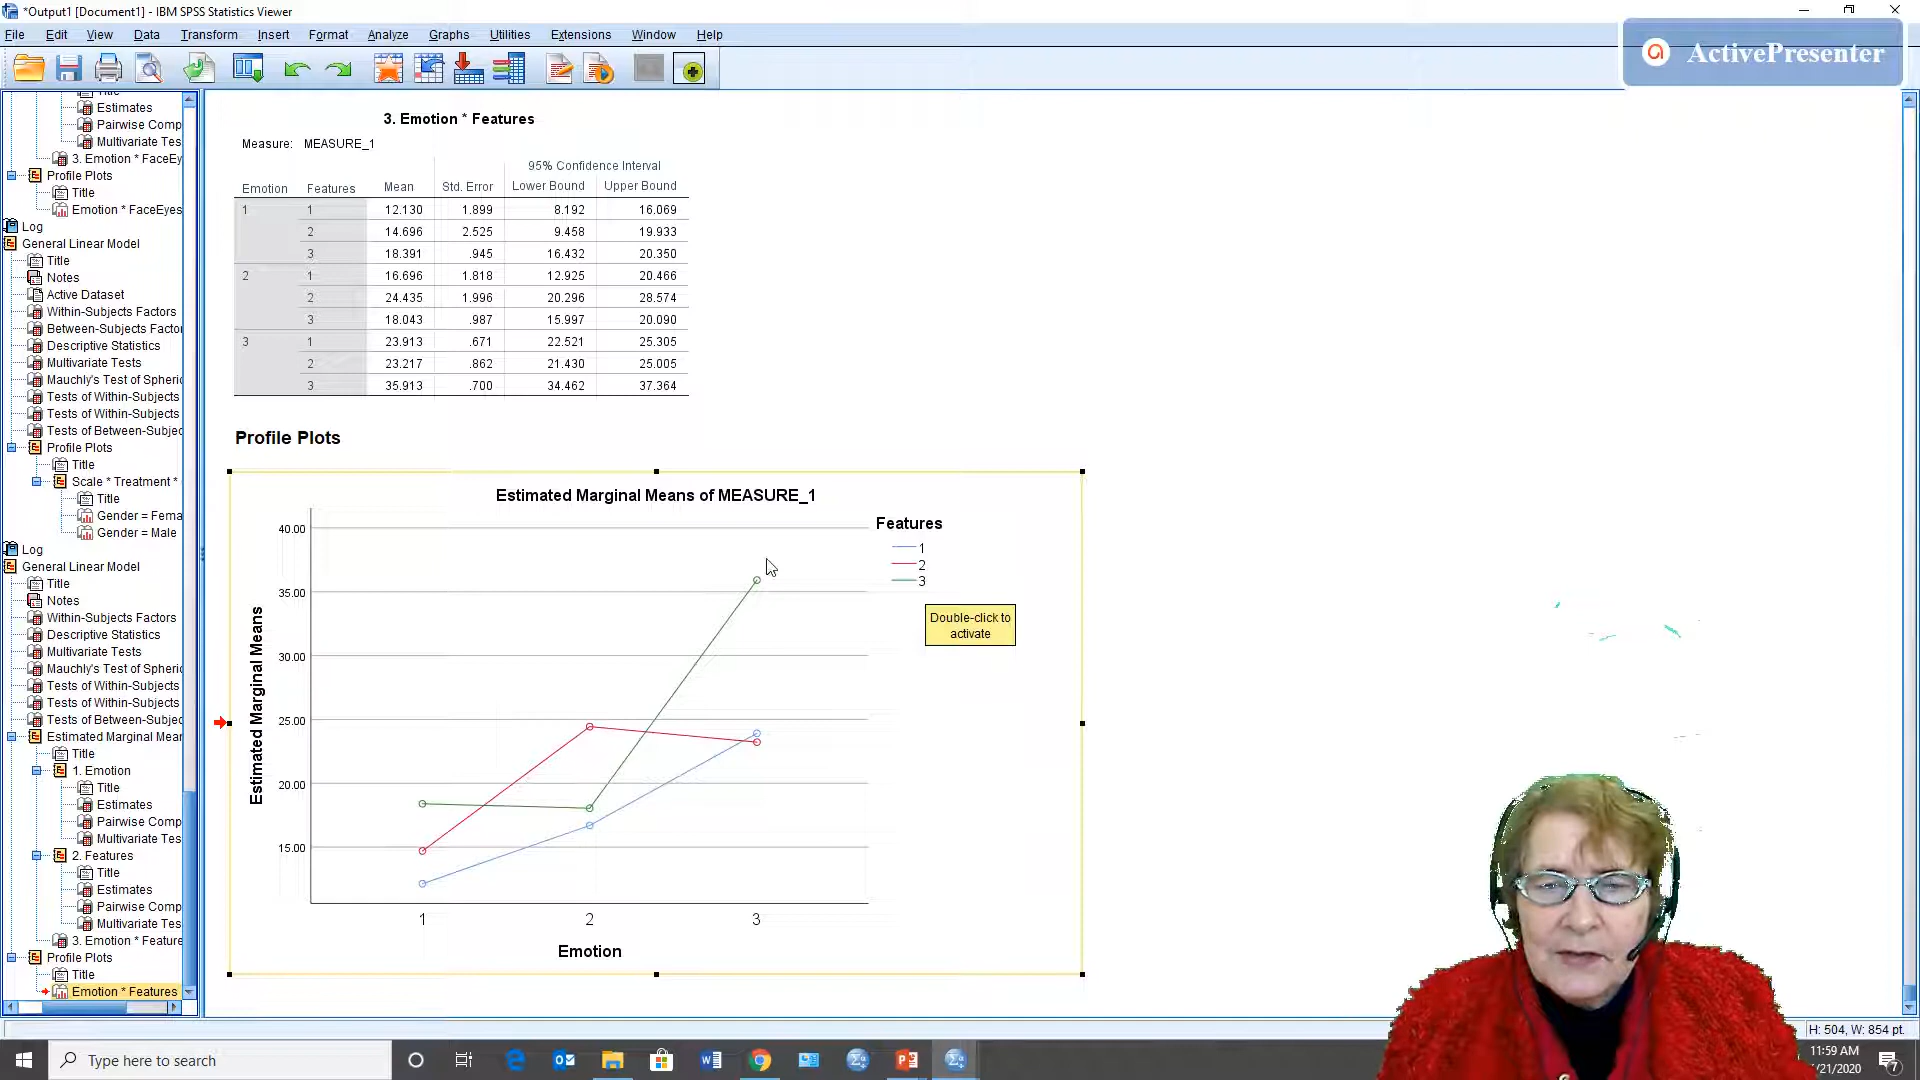 *Output1 [Document1] - IBM SPSS Statistics Viewer
File Edit View Data Transform Insert Format Analyze Graphs Utilities Extensions Window Help
ActivePresenter
Estimates
Pairwise Comp
Multivariate Tes
3. Emotion * FaceEy
Profile Plots
Title
Emotion * FaceEyes
Log
General Linear Model
Title
Notes
Active Dataset
Within-Subjects Factors
Between-Subjects Factor
Descriptive Statistics
Multivariate Tests
Mauchly's Test of Spheric
Tests of Within-Subjects
Tests of Within-Subjects
Tests of Between-Subjec
Profile Plots
Title
Scale * Treatment *
Title
Gender = Fema
Gender = Male
Log
General Linear Model
Title
Notes
Within-Subjects Factors
Descriptive Statistics
Multivariate Tests
Mauchly's Test of Spheric
Tests of Within-Subjects
Tests of Within-Subjects
Tests of Between-Subjec
Estimated Marginal Mear
Title
1. Emotion
Title
Estimates
Pairwise Comp
Multivariate Tes
2. Features
Title
Estimates
Pairwise Comp
Multivariate Tes
3. Emotion * Feature
Profile Plots
Title
Emotion * Features
3. Emotion * Features
Measure: MEASURE_1
95% Confidence Interval
Emotion Features Mean Std. Error Lower Bound Upper Bound
1 1 12.130 1.899 8.192 16.069
2 14.696 2.525 9.458 19.933
3 18.391 .945 16.432 20.350
2 1 16.696 1.818 12.925 20.466
2 24.435 1.996 20.296 28.574
3 18.043 .987 15.997 20.090
3 1 23.913 .671 22.521 25.305
2 23.217 .862 21.430 25.005
3 35.913 .700 34.462 37.364
Profile Plots
Estimated Marginal Means of MEASURE_1
Estimated Marginal Means
40.00
35.00
30.00
25.00
20.00
15.00
1 2 3
Emotion
Features
1
2
3
Double-click to
activate
H: 504, W: 854 pt.
Type here to search
11:59 AM
/21/2020
7